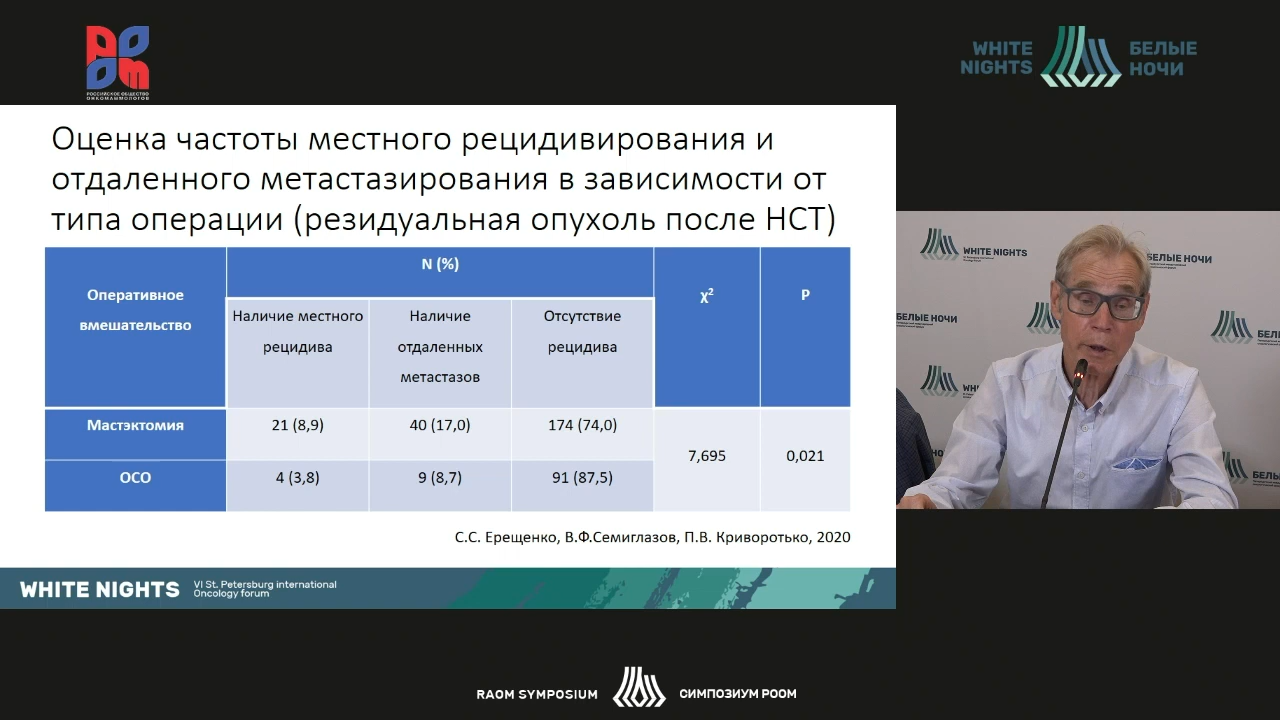 РОССИЙСКОЕ ОБЩЕСТВО
ОНКОМАММОЛОГОВ
WHITE
NIGHTS
БЕЛЫЕ
НОЧИ
Оценка частоты местного рецидивирования и
отдаленного метастазирования в зависимости от
типа операции (резидуальная опухоль после НСТ)
Оперативное
вмешательство
N (%)
χ²
P
Наличие местного
рецидива
Наличие
отдаленных
метастазов
Отсутствие
рецидива
Мастэктомия
21 (8,9)
40 (17,0)
174 (74,0)
7,695
0,021
ОСО
4 (3,8)
9 (8,7)
91 (87,5)
С.С. Ерещенко, В.Ф.Семиглазов, П.В. Криворотько, 2020
WHITE NIGHTS
VI St. Petersburg international
Oncology forum
WHITE NIGHTS
БЕЛЫЕ НОЧИ
БЕЛЫЕ НОЧИ
БЕЛЫЕ
RAOM SYMPOSIUM
СИМПОЗИУМ РООМ